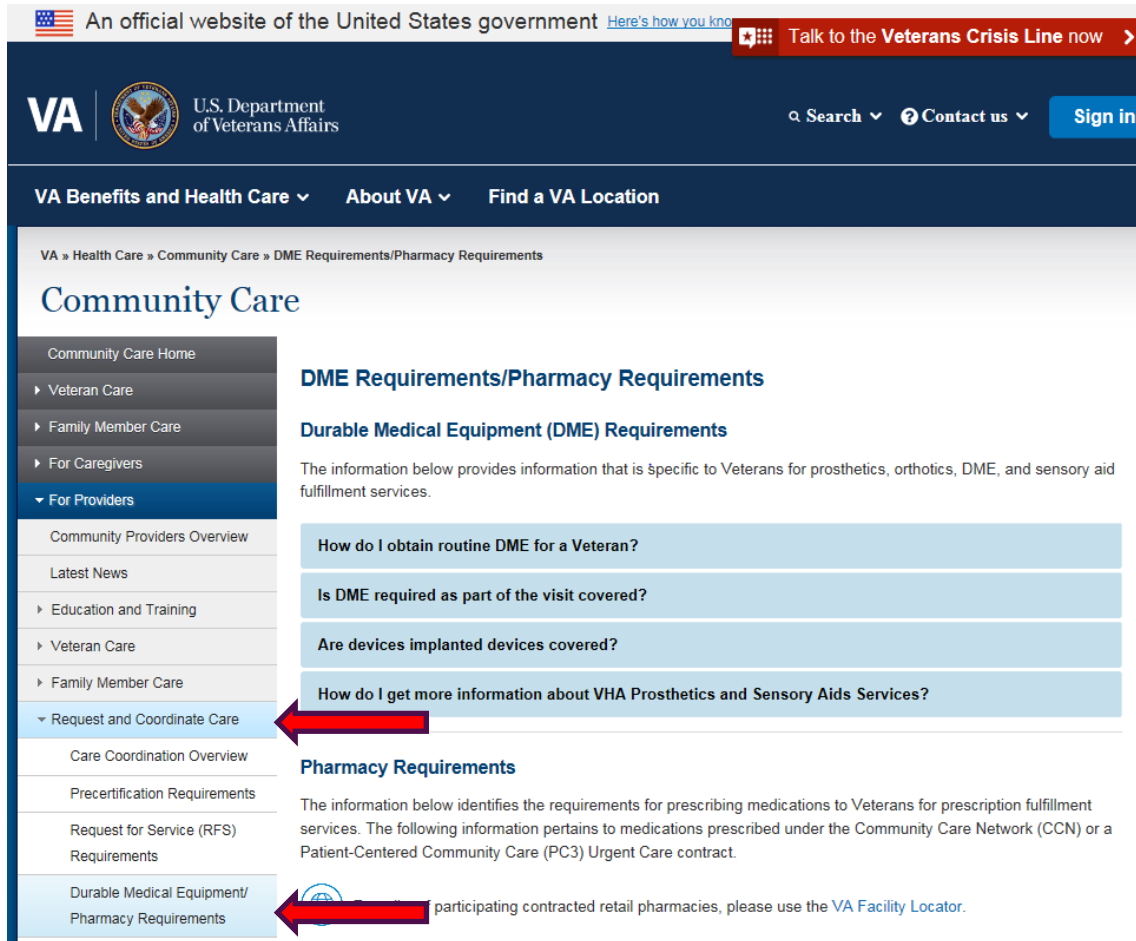 An official website of the United States government Here's how you kno
Talk to the Veterans Crisis Line now
VA
U.S. Department
of Veterans Affairs
Search
Contact us
Sign in
VA Benefits and Health Care
About VA
Find a VA Location
VA » Health Care » Community Care » DME Requirements/Pharmacy Requirements
Community Care
Community Care Home
Veteran Care
Family Member Care
For Caregivers
For Providers
Community Providers Overview
Latest News
Education and Training
Veteran Care
Family Member Care
Request and Coordinate Care
Care Coordination Overview
Precertification Requirements
Request for Service (RFS)
Requirements
Durable Medical Equipment/
Pharmacy Requirements
DME Requirements/Pharmacy Requirements
Durable Medical Equipment (DME) Requirements
The information below provides information that is specific to Veterans for prosthetics, orthotics, DME, and sensory aid
fulfillment services.
How do I obtain routine DME for a Veteran?
Is DME required as part of the visit covered?
Are devices implanted devices covered?
How do I get more information about VHA Prosthetics and Sensory Aids Services?
Pharmacy Requirements
The information below identifies the requirements for prescribing medications to Veterans for prescription fulfillment
services. The following information pertains to medications prescribed under the Community Care Network (CCN) or a
Patient-Centered Community Care (PC3) Urgent Care contract.
participating contracted retail pharmacies, please use the VA Facility Locator.